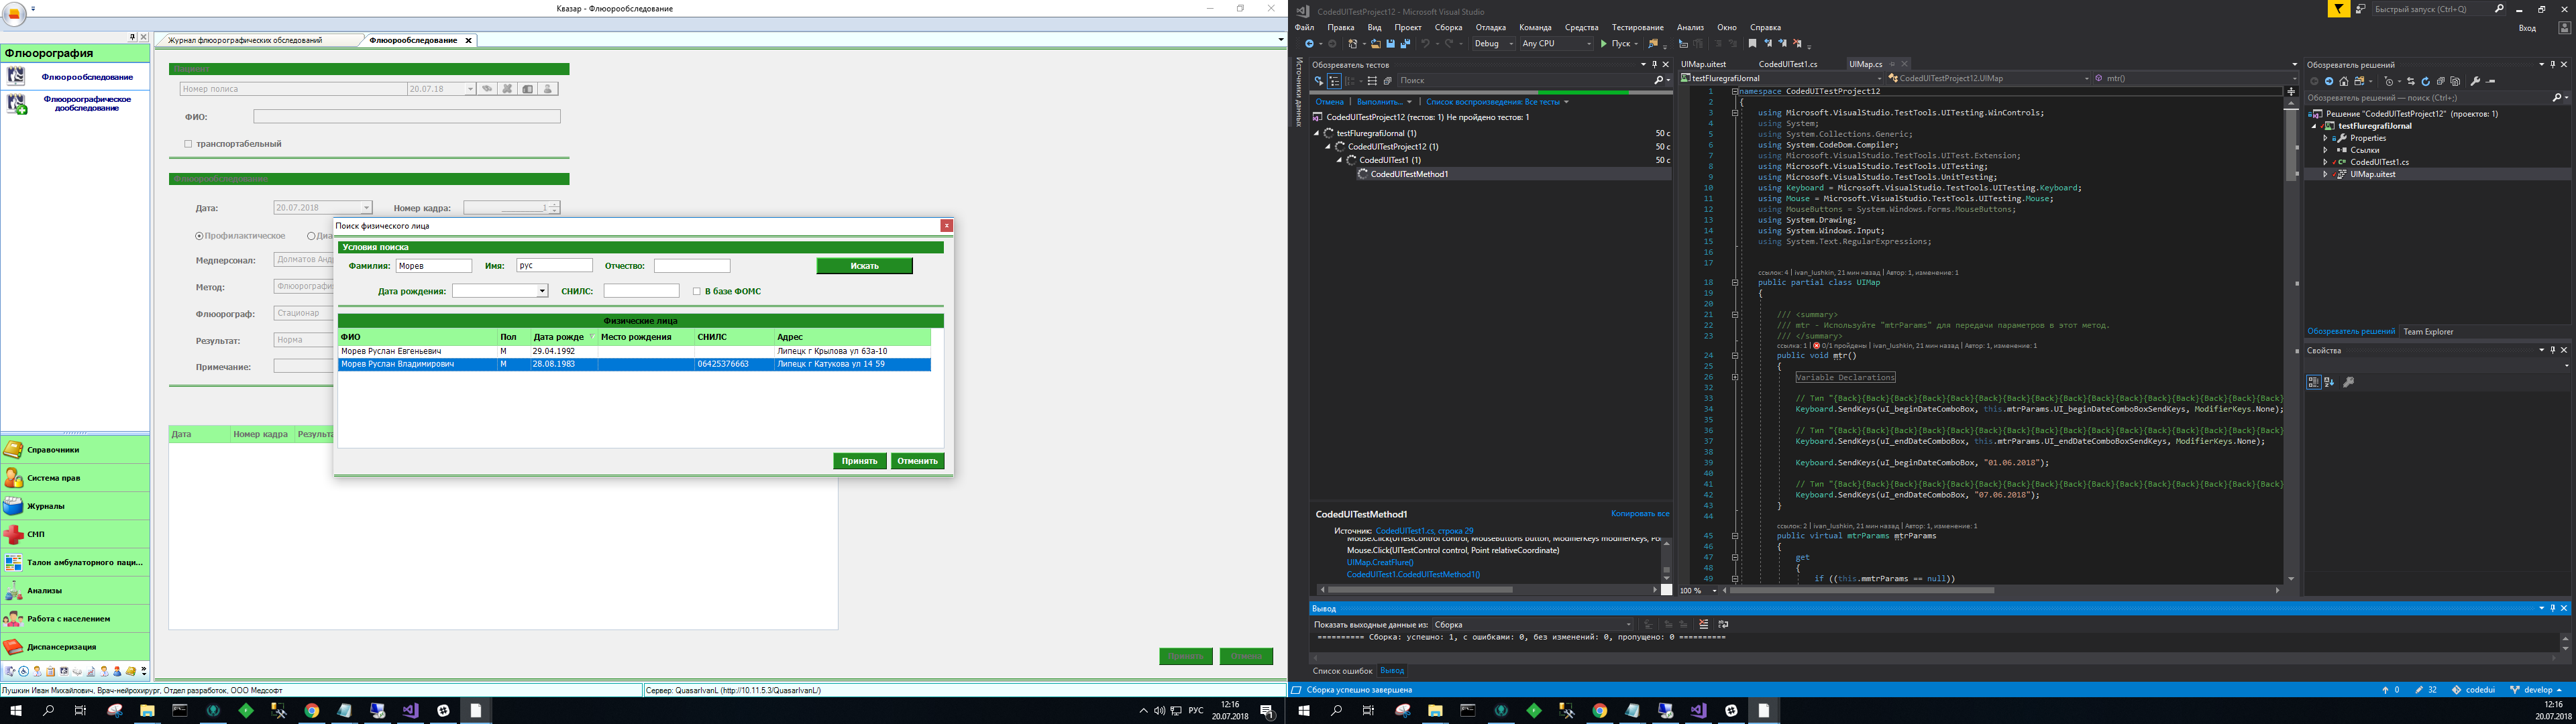 Квазар - Флюорообследование
Флюорография
Флюорообследование
Флюорографическое
дообследование
Справочники
Система прав
Журналы
СМП
Талон амбулаторного паци...
Анализы
Работа с населением
Диспансеризация
Журнал флюорографических обследований
Флюорообследование
Номер полиса
20.07.18
ФИО:
транспортабельный
Флюорообследование
Дата: 20.07.2018 Номер кадра: 1
Профилактическое Диа
Медперсонал: Долматов Анд
Метод: Флюорография
Флюорограф: Стационар
Результат: Норма
Примечание:
Дата Номер кадра Результа
Поиск физического лица
Условия поиска
Фамилия: Морев Имя: рус Отчество: Искать
Дата рождения: СНИЛС: В базе ФОМС
Физические лица
ФИО Пол Дата рожде Место рождения СНИЛС Адрес
Морев Руслан Евгеньевич М 29.04.1992 Липецк г Крылова ул 63а-10
Морев Руслан Владимирович М 28.08.1983 06425376663 Липецк г Катукова ул 14 59
Принять Отменить
Лушкин Иван Михайлович, Врач-нейрохирург, Отдел разработок, ООО Медсофт
Сервер: QuasarIvanL (http://10.11.5.3/QuasarIvanL/)
РУС
12:16
20.07.2018
CodedUITestProject12 - Microsoft Visual Studio
Быстрый запуск (Ctrl+Q)
Файл Правка Вид Проект Сборка Отладка Команда Средства Тестирование Анализ Окно Справка
Вход
Debug Any CPU Пуск
Источники данных
Обозреватель тестов
Поиск
Отмена | Выполнить... | Список воспроизведения: Все тесты
CodedUITestProject12 (тестов: 1) Не пройдено тестов: 1
testFluregrafiJornal (1) 50 с
CodedUITestProject12 (1) 50 с
CodedUITest1 (1) 50 с
CodedUITestMethod1
CodedUITestMethod1
Копировать все
Источник: CodedUITest1.cs, строка 29
Mouse.Click(UITestControl control, MouseButtons button, ModifierKeys modifierKeys, Poi
Mouse.Click(UITestControl control, Point relativeCoordinate)
UIMap.CreatFlure()
CodedUITest1.CodedUITestMethod1()
UIMap.uitest CodedUITest1.cs UIMap.cs
testFluregrafiJornal CodedUITestProject12.UIMap mtr()
1 namespace CodedUITestProject12
2 {
3 using Microsoft.VisualStudio.TestTools.UITesting.WinControls;
4 using System;
5 using System.Collections.Generic;
6 using System.CodeDom.Compiler;
7 using Microsoft.VisualStudio.TestTools.UITest.Extension;
8 using Microsoft.VisualStudio.TestTools.UITesting;
9 using Microsoft.VisualStudio.TestTools.UnitTesting;
10 using Keyboard = Microsoft.VisualStudio.TestTools.UITesting.Keyboard;
11 using Mouse = Microsoft.VisualStudio.TestTools.UITesting.Mouse;
12 using MouseButtons = System.Windows.Forms.MouseButtons;
13 using System.Drawing;
14 using System.Windows.Input;
15 using System.Text.RegularExpressions;
16
17
ссылок: 4 | ivan_lushkin, 21 мин назад | Автор: 1, изменение: 1
18 public partial class UIMap
19 {
20
21 /// <summary>
22 /// mtr - Используйте "mtrParams" для передачи параметров в этот метод.
23 /// </summary>
ссылка: 1 | 0/1 пройдены | ivan_lushkin, 21 мин назад | Автор: 1, изменение: 1
24 public void mtr()
25 {
26 Variable Declarations
32
33 // Тип "{Back}{Back}{Back}{Back}{Back}{Back}{Back}{Back}{Back}{Back}{Back}{Back}{Back}{Back}{Back}
34 Keyboard.SendKeys(uI_beginDateComboBox, this.mtrParams.UI_beginDateComboBoxSendKeys, ModifierKeys.None);
35
36 // Тип "{Back}{Back}{Back}{Back}{Back}{Back}{Back}{Back}{Back}{Back}{Back}{Back}{Back}{Back}{Back}
37 Keyboard.SendKeys(uI_endDateComboBox, this.mtrParams.UI_endDateComboBoxSendKeys, ModifierKeys.None);
38
39 Keyboard.SendKeys(uI_beginDateComboBox, "01.06.2018");
40
41 // Тип "{Back}{Back}{Back}{Back}{Back}{Back}{Back}{Back}{Back}{Back}{Back}{Back}{Back}{Back}{Back}
42 Keyboard.SendKeys(uI_endDateComboBox, "07.06.2018");
43 }
44
ссылок: 2 | ivan_lushkin, 21 мин назад | Автор: 1, изменение: 1
45 public virtual mtrParams mtrParams
46 {
47 get
48 {
49 if ((this.mmtrParams == null))
100 %
Обозреватель решений
Обозреватель решений — поиск (Ctrl+;)
Решение "CodedUITestProject12" (проектов: 1)
testFluregrafiJornal
Properties
Ссылки
CodedUITest1.cs
UIMap.uitest
Обозреватель решений Team Explorer
Свойства
Вывод
Показать выходные данные из: Сборка
========== Сборка: успешно: 1, с ошибками: 0, без изменений: 0, пропущено: 0 ==========
Список ошибок Вывод
Сборка успешно завершена
0 32 codedui develop
12:16
20.07.2018